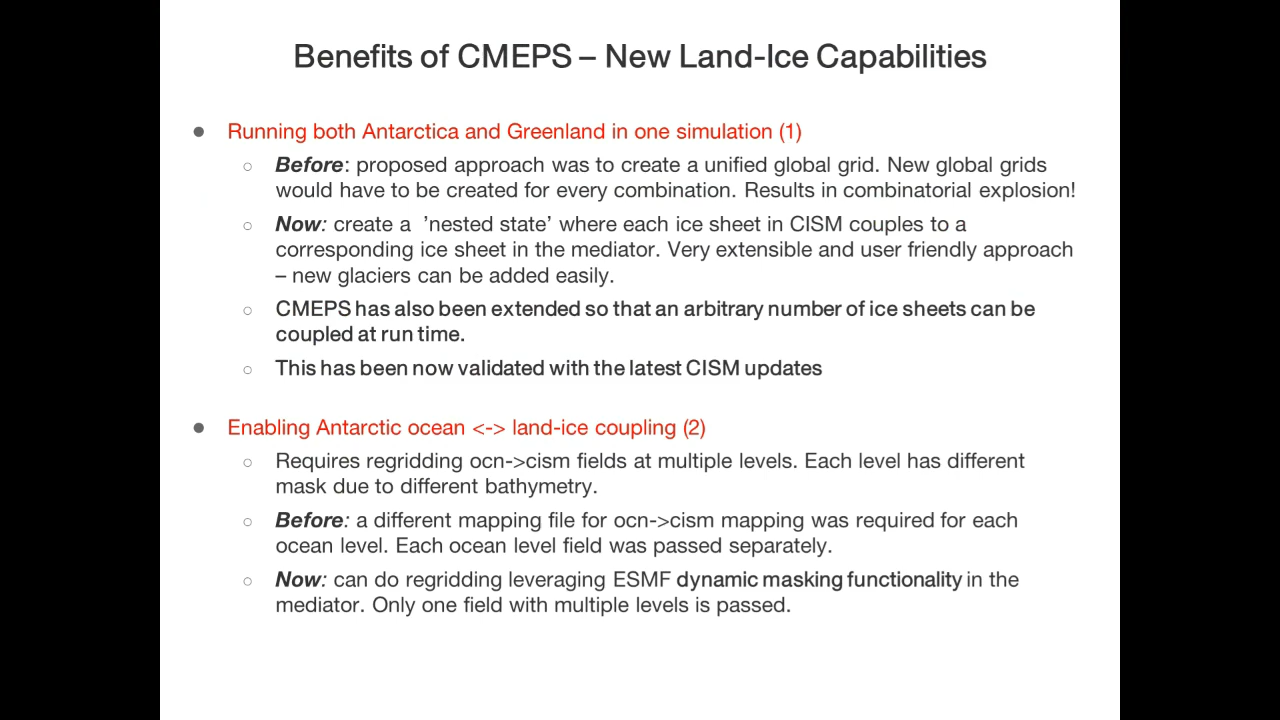 Benefits of CMEPS – New Land-Ice Capabilities
● Running both Antarctica and Greenland in one simulation (1)
○ Before: proposed approach was to create a unified global grid. New global grids
would have to be created for every combination. Results in combinatorial explosion!
○ Now: create a ’nested state’ where each ice sheet in CISM couples to a
corresponding ice sheet in the mediator. Very extensible and user friendly approach
– new glaciers can be added easily.
○ CMEPS has also been extended so that an arbitrary number of ice sheets can be
coupled at run time.
○ This has been now validated with the latest CISM updates
● Enabling Antarctic ocean <-> land-ice coupling (2)
○ Requires regridding ocn->cism fields at multiple levels. Each level has different
mask due to different bathymetry.
○ Before: a different mapping file for ocn->cism mapping was required for each
ocean level. Each ocean level field was passed separately.
○ Now: can do regridding leveraging ESMF dynamic masking functionality in the
mediator. Only one field with multiple levels is passed.